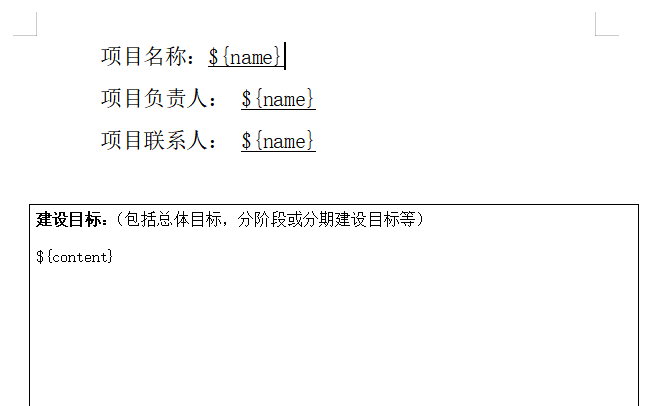 项目名称：${name}
项目负责人： ${name}
项目联系人： ${name}
建设目标：（包括总体目标，分阶段或分期建设目标等）
${content}